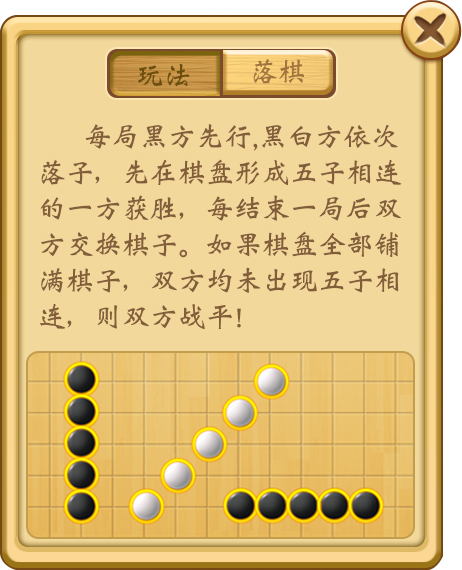 玩法 落棋
每局黑方先行,黑白方依次
落子，先在棋盘形成五子相连
的一方获胜，每结束一局后双
方交换棋子。如果棋盘全部铺
满棋子，双方均未出现五子相
连，则双方战平!